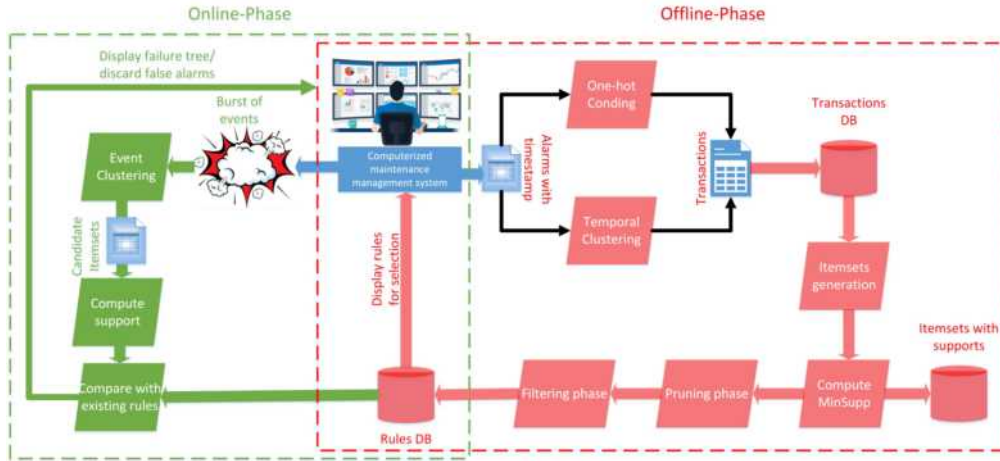 Online-Phase
Offline-Phase
Display failure tree/
discard false alarms
Burst of
events
Event
Clustering
Computerized
maintenance
management system
Candidate
Itemsets
Compute
support
Compare with
existing rules
Display rules
for selection
Rules DB
Alarms with
timestamp
One-hot
Conding
Temporal
Clustering
Transactions
Transactions
DB
Itemsets
generation
Itemsets with
supports
Compute
MinSupp
Pruning phase
Filtering phase